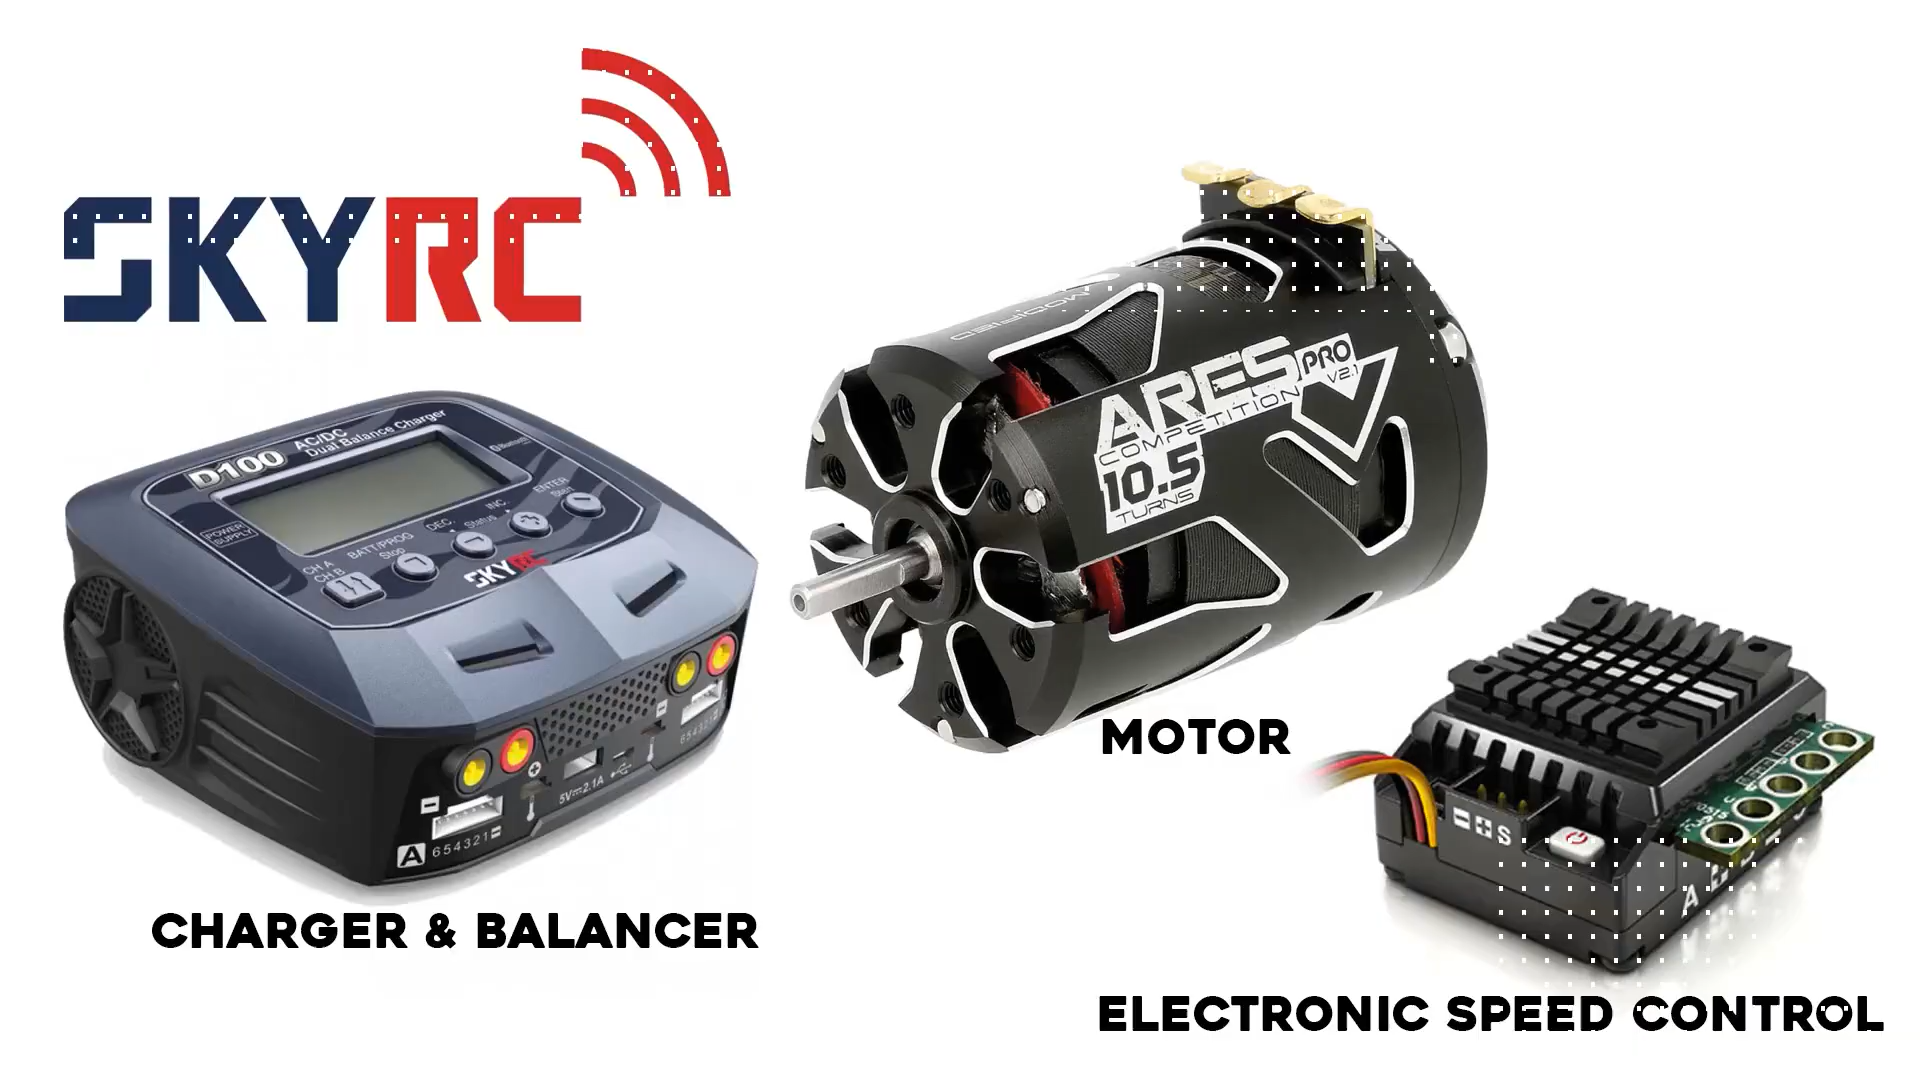 SKYRC
AC/DC
Dual Balance Charger
D100
POWER
SUPPLY
BATT/PROG
Stop
DEC.
Status
INC.
ENTER
Start
CH A
CH B
SKYRC
5V 2.1A
A 654321
654321
CHARGER & BALANCER
MODIFIED
ARES PRO
V2.1
COMPETITION
10.5
TURNS
MOTOR
S
A
ELECTRONIC SPEED CONTROL